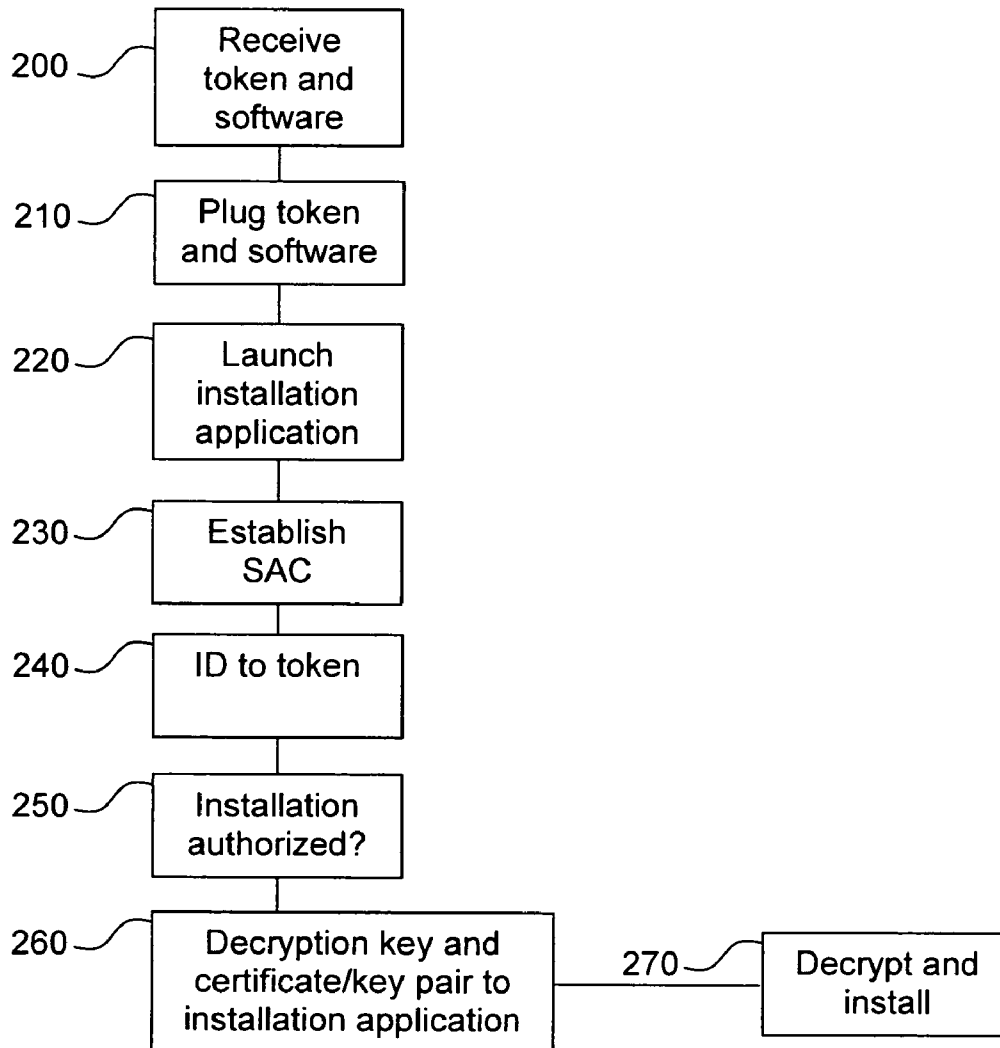 200
Receive
token and
software
210
Plug token
and software
220
Launch
installation
application
230
Establish
SAC
240
ID to token
250
Installation
authorized?
260
Decryption key and
certificate/key pair to
installation application
270
Decrypt and
install